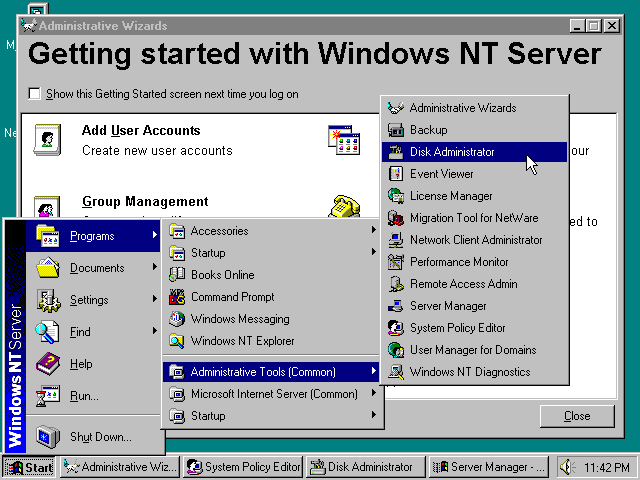 Administrative Wizards
Getting started with Windows NT Server
Show this Getting Started screen next time you log on
Add User Accounts
Create new user accounts
our
Group Management
ed to
Close
Administrative Wizards
Backup
Disk Administrator
Event Viewer
License Manager
Migration Tool for NetWare
Network Client Administrator
Performance Monitor
Remote Access Admin
Server Manager
System Policy Editor
User Manager for Domains
Windows NT Diagnostics
Accessories
Startup
Books Online
Command Prompt
Windows Messaging
Windows NT Explorer
Administrative Tools (Common)
Microsoft Internet Server (Common)
Startup
Programs
Documents
Settings
Find
Help
Run...
Shut Down...
Windows NT Server
Start
Administrative Wiz...
System Policy Editor
Disk Administrator
Server Manager - ...
11:42 PM